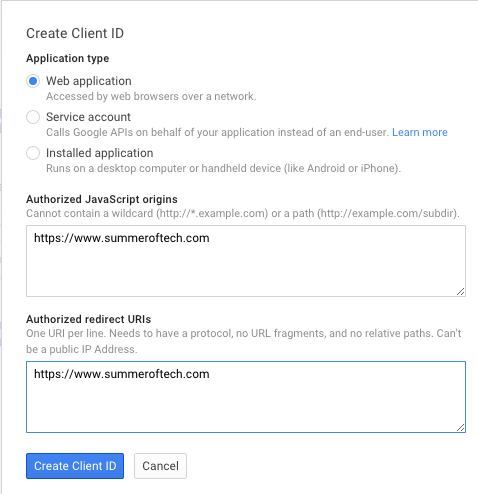 Create Client ID
Application type
Web application
Accessed by web browsers over a network.
Service account
Calls Google APIs on behalf of your application instead of an end-user. Learn more
Installed application
Runs on a desktop computer or handheld device (like Android or iPhone).
Authorized JavaScript origins
Cannot contain a wildcard (http://*.example.com) or a path (http://example.com/subdir).
https://www.summeroftech.com
Authorized redirect URIs
One URI per line. Needs to have a protocol, no URL fragments, and no relative paths. Can't
be a public IP Address.
https://www.summeroftech.com
Create Client ID
Cancel